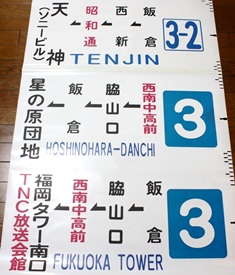 天神
(ソニービル)
昭和通
西新
飯倉
3-2
TENJIN
星の原団地
飯倉
脇山口
西南中高前
3
HOSHINOHARA-DANCHI
福岡タワー南口
TNC放送会館
西南中高前
脇山口
飯倉
3
FUKUOKA TOWER